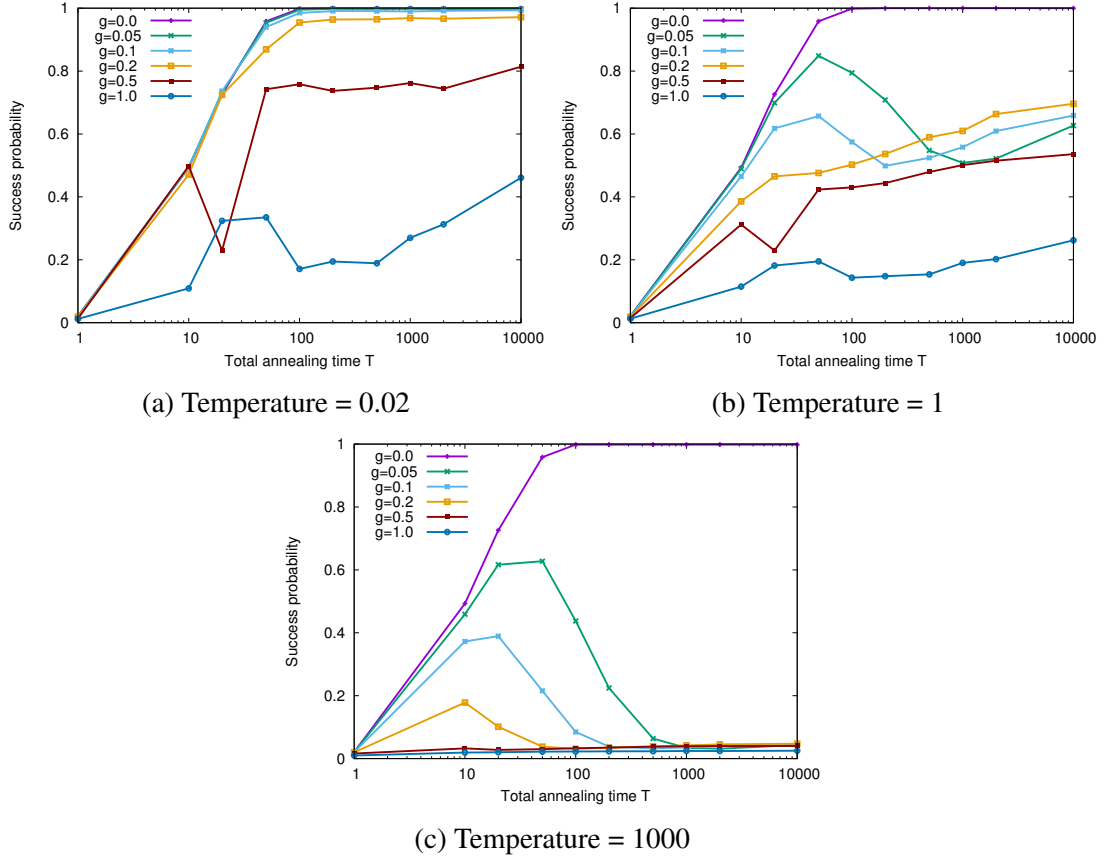 Success probability
1
0.8
0.6
0.4
0.2
0
g=0.0
g=0.05
g=0.1
g=0.2
g=0.5
g=1.0
1 10 100 1000 10000
Total annealing time T
(a) Temperature = 0.02
Success probability
1
0.8
0.6
0.4
0.2
0
g=0.0
g=0.05
g=0.1
g=0.2
g=0.5
g=1.0
1 10 100 1000 10000
Total annealing time T
(b) Temperature = 1
Success probability
1
0.8
0.6
0.4
0.2
0
g=0.0
g=0.05
g=0.1
g=0.2
g=0.5
g=1.0
1 10 100 1000 10000
Total annealing time T
(c) Temperature = 1000